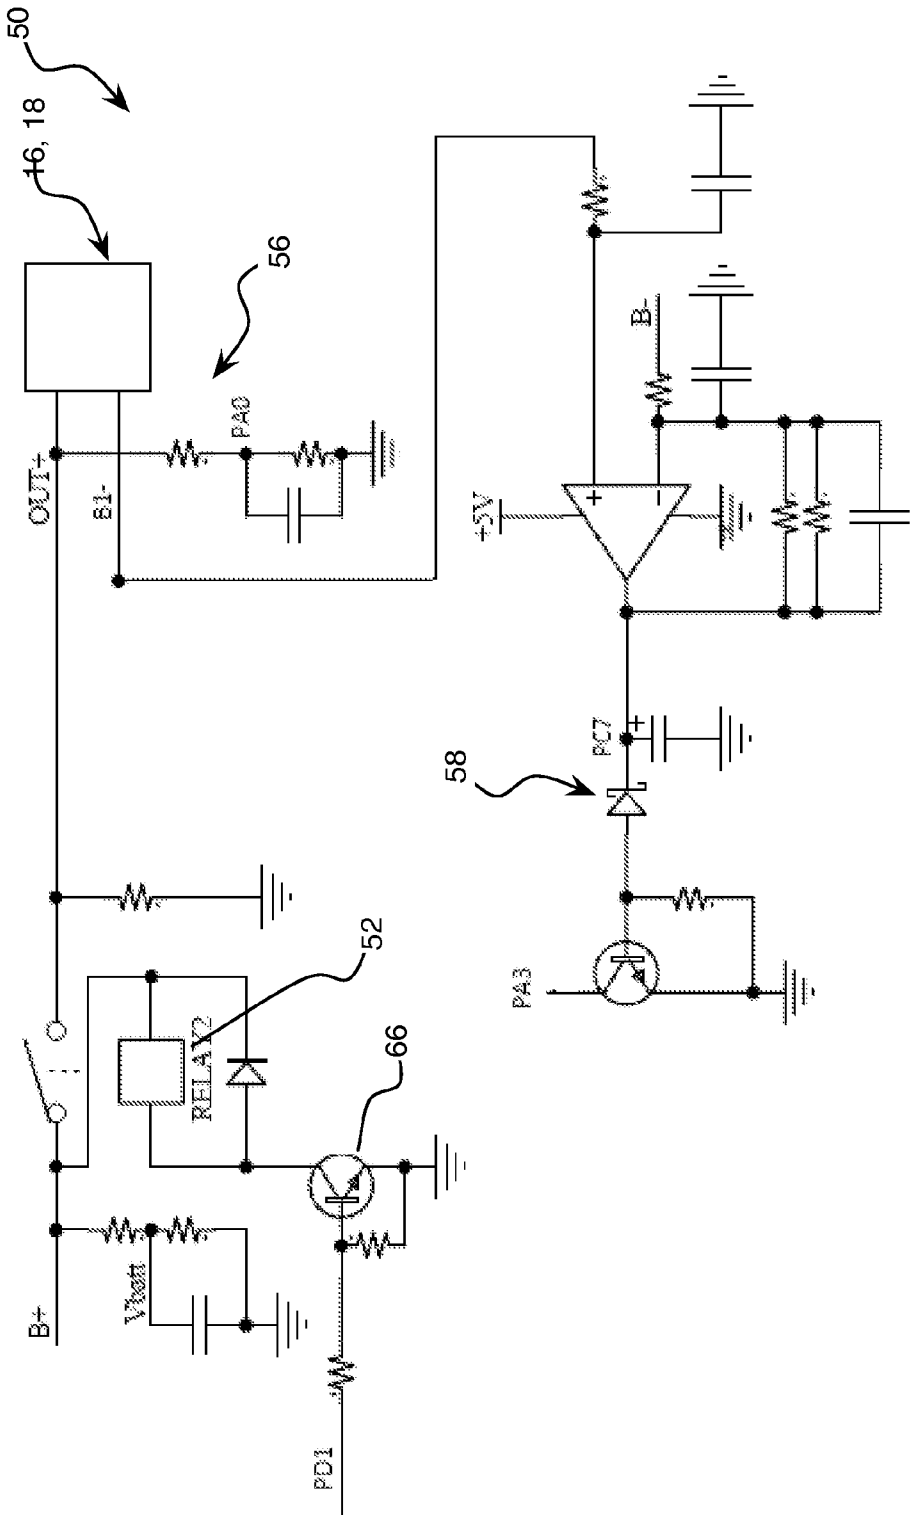 50
16, 18
56
OUT+
B1-
PA0
B-
+5V
+
-
PC7
+
58
52
PA3
RELAY2
66
B+
Vbatt
PD1